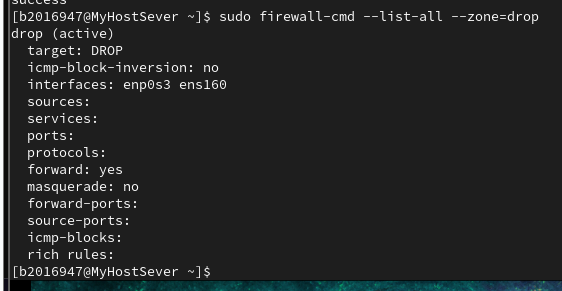 success
[b2016947@MyHostSever ~]$ sudo firewall-cmd --list-all --zone=drop
drop (active)
  target: DROP
  icmp-block-inversion: no
  interfaces: enp0s3 ens160
  sources:
  services:
  ports:
  protocols:
  forward: yes
  masquerade: no
  forward-ports:
  source-ports:
  icmp-blocks:
  rich rules:
[b2016947@MyHostSever ~]$